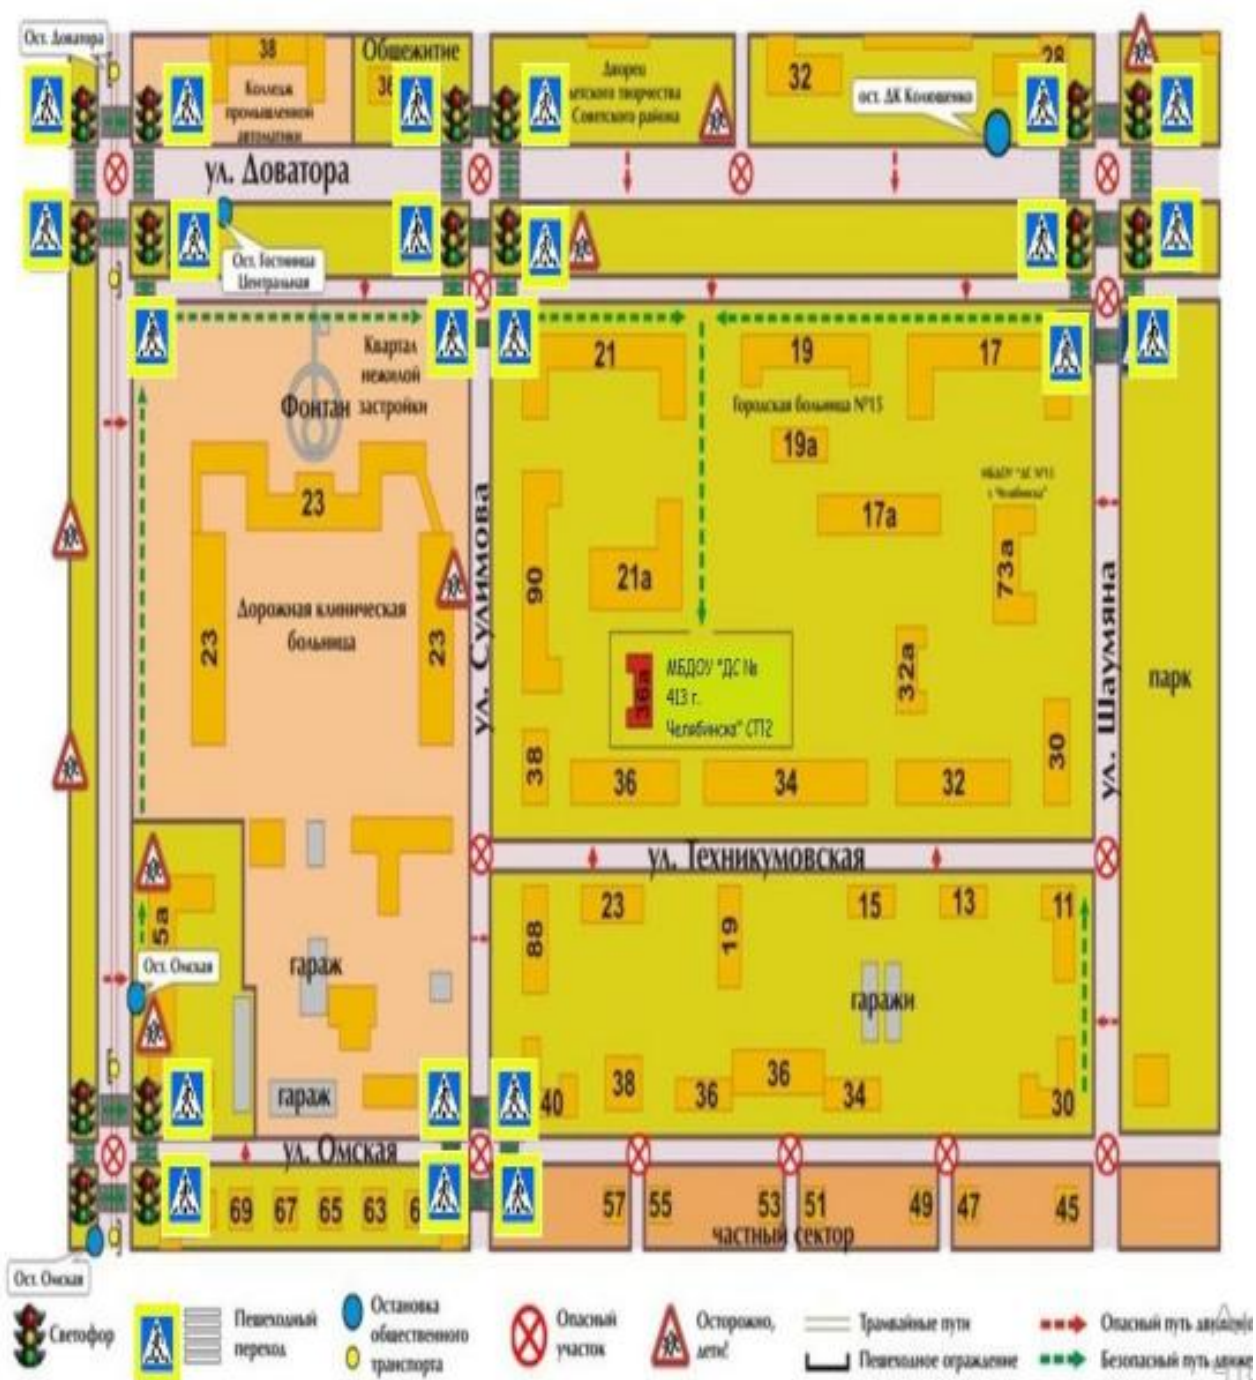 Ост. Доватора
38
Колледж
промышленной
автоматики
Общежитие
Дворец
детского творчества
Советского района
32
28
ост. ДК Колющенко
ул. Доватора
Ост. Гостиница
Центральная
Квартал
нежилой
застройки
Фонтан
21
19
17
Городская больница №15
19а
17а
73а
23
90
21а
23
Дорожная клиническая
больница
23
ул. Сулимова
36а
МБДОУ "ДС №
413 г.
Челябинска" СП2
32а
ул. Шаумяна
парк
38
36
34
32
30
ул. Техникумовская
5а
88
23
19
15
13
11
Ост. Омская
гараж
гаражи
гараж
40
38
36
36
34
30
ул. Омская
69
67
65
63
57
55
53
51
49
47
45
частный сектор
Ост. Омская
Светофор
Пешеходный
переход
Остановка
общественного
транспорта
Опасный
участок
Осторожно,
дети!
Трамвайные пути
Пешеходное ограждение
Опасный путь движени
Безопасный путь движе